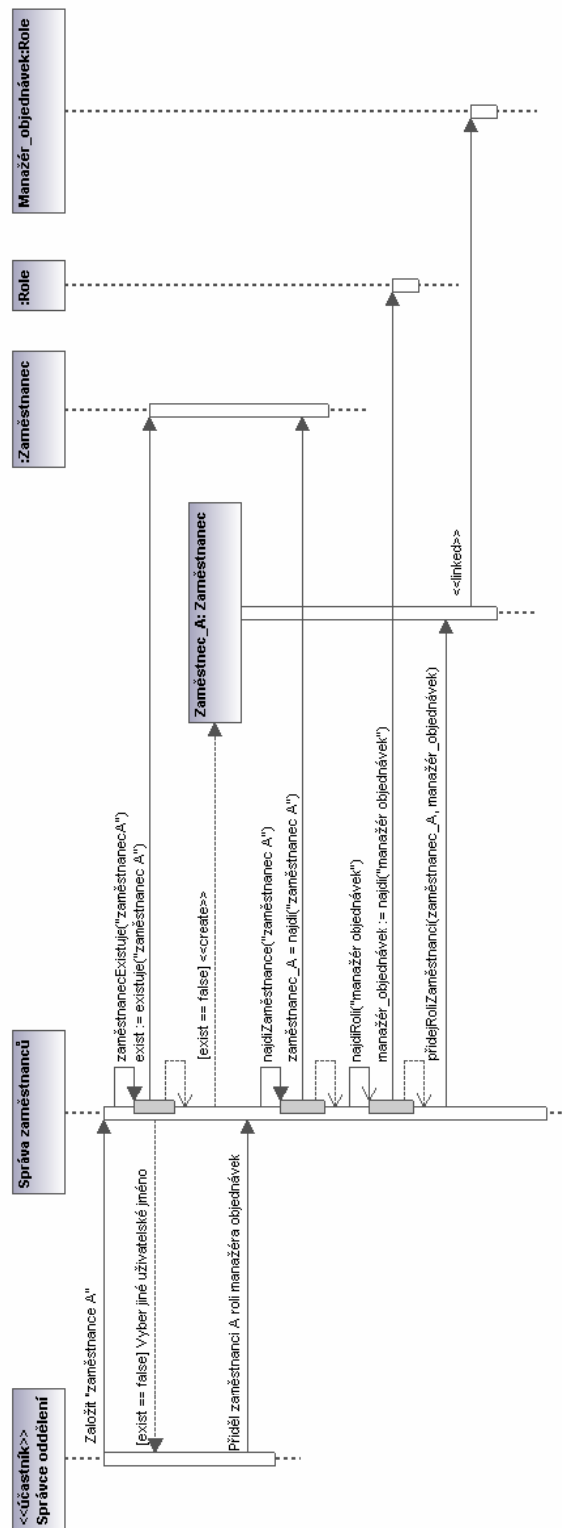 <<účastník>>
Správce oddělení
Správa zaměstnanců
:Zaměstnanec
:Role
Manažér_objednávek:Role
Založit "zaměstnance A"
zaměstnanecExistuje("zaměstnanecA")
exist := existuje("zaměstnanec A")
[exist == false] Vyber jiné uživatelské jméno
[exist == false] <<create>>
Zaměstnec_A: Zaměstnanec
Přiděl zaměstnanci A roli manažéra objednávek
najdiZaměstnance("zaměstnanec A")
zaměstnanec_A = najdi("zaměstnanec A")
najdiRoli("manažér objednávek")
manažér_objednávek := najdi("manažér objednávek")
přidejRoliZaměstnanci(zaměstnanec_A, manažér_objednávek)
<<linked>>